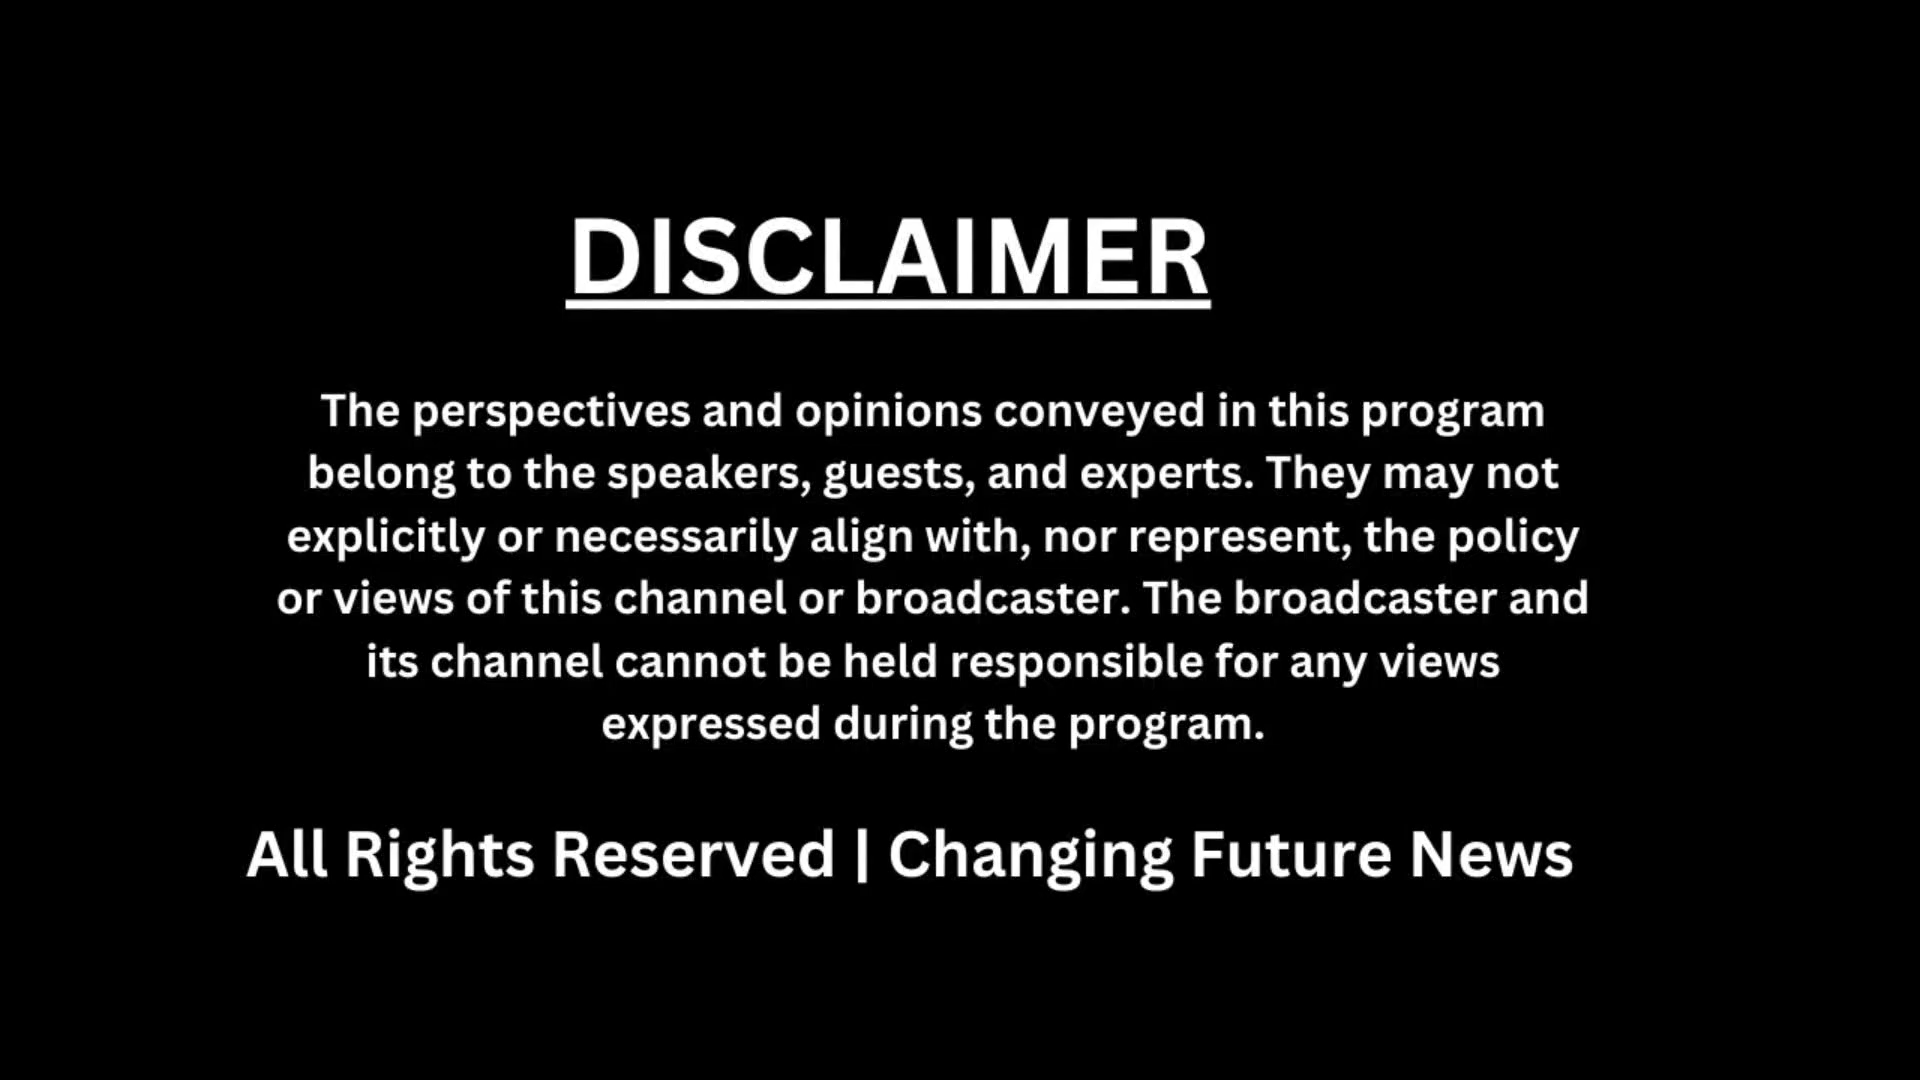 DISCLAIMER
The perspectives and opinions conveyed in this program
belong to the speakers, guests, and experts. They may not
explicitly or necessarily align with, nor represent, the policy
or views of this channel or broadcaster. The broadcaster and
its channel cannot be held responsible for any views
expressed during the program.
All Rights Reserved | Changing Future News